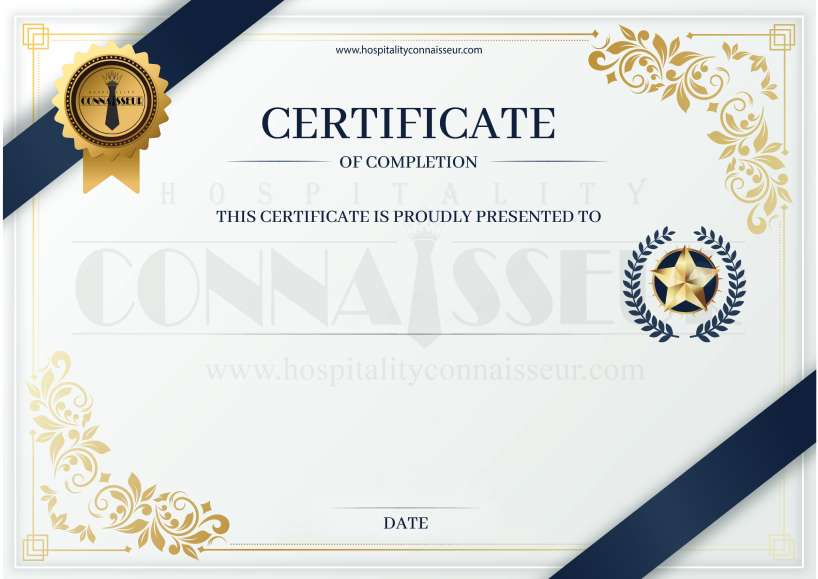 www.hospitalityconnaisseur.com
HOSPITALITY
CONNAISSEUR
CERTIFICATE
OF COMPLETION
HOSPITALITY
THIS CERTIFICATE IS PROUDLY PRESENTED TO
CONNAISSEUR
www.hospitalityconnaisseur.com
DATE